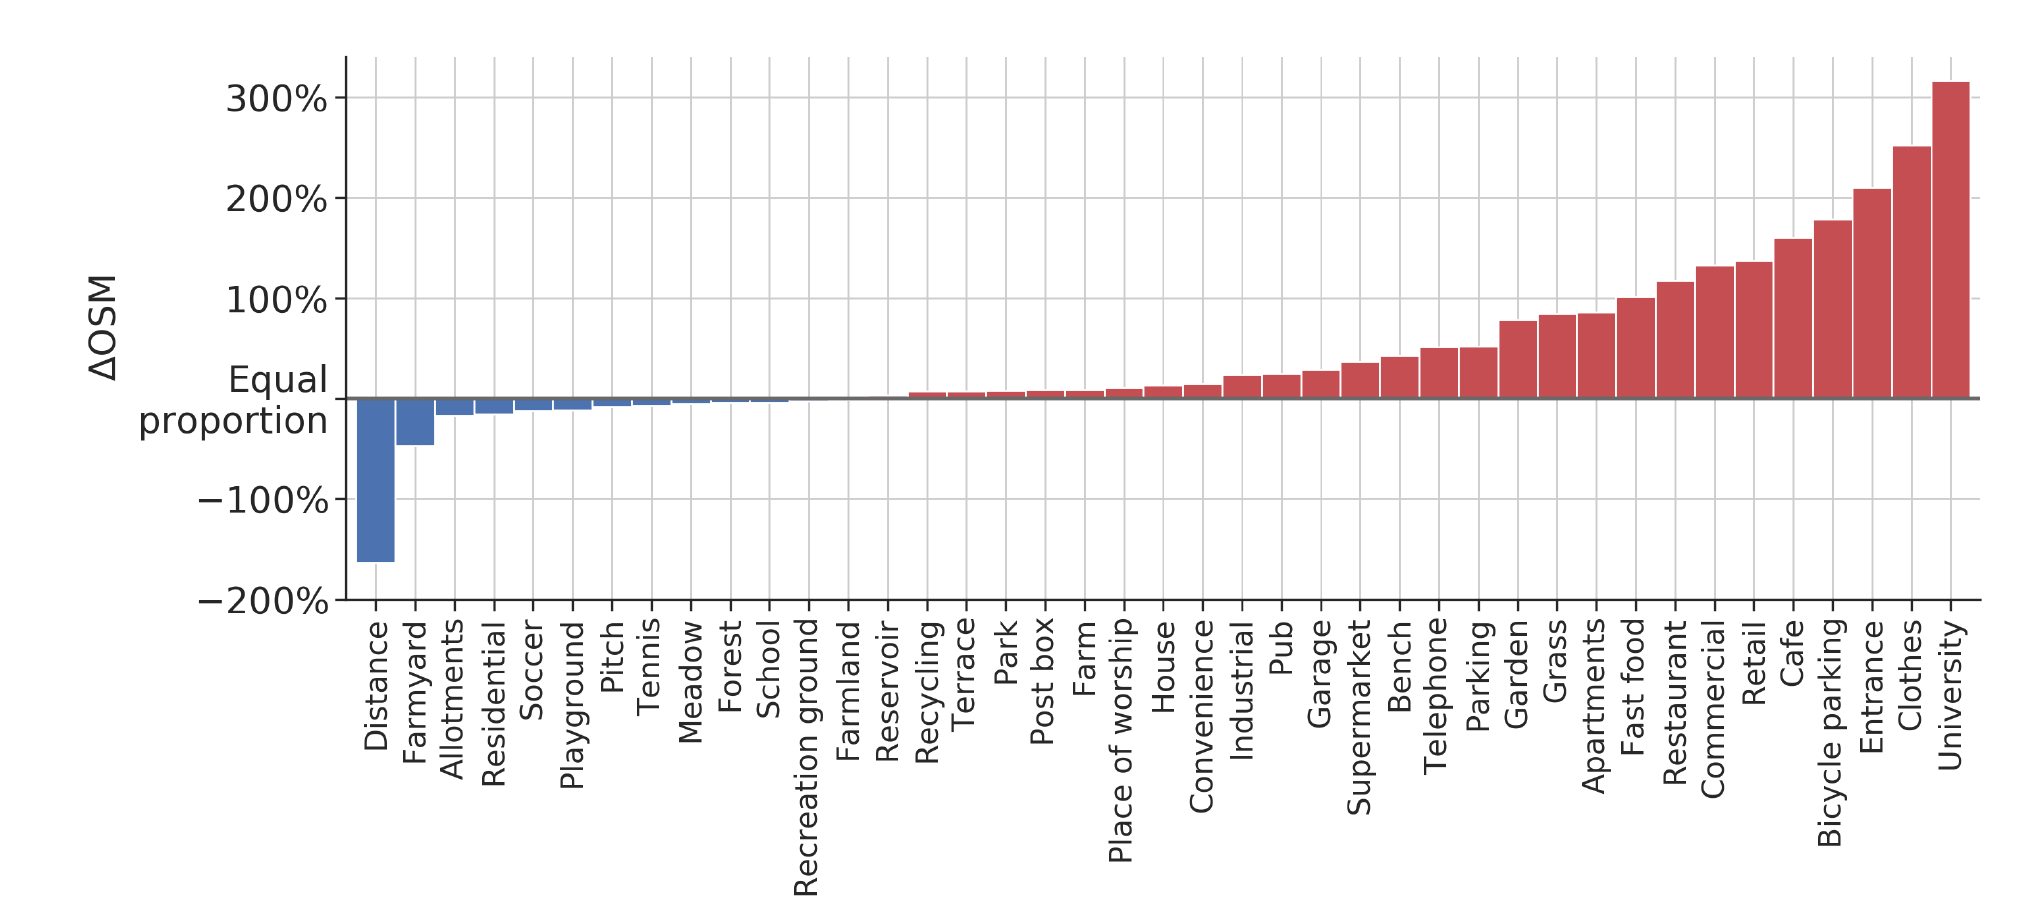 300%
200%
100%
Equal
proportion
−100%
−200%
ΔOSM
Distance
Farmyard
Allotments
Residential
Soccer
Playground
Pitch
Tennis
Meadow
Forest
School
Recreation ground
Farmland
Reservoir
Recycling
Terrace
Park
Post box
Farm
Place of worship
House
Convenience
Industrial
Pub
Garage
Supermarket
Bench
Telephone
Parking
Garden
Grass
Apartments
Fast food
Restaurant
Commercial
Retail
Cafe
Bicycle parking
Entrance
Clothes
University